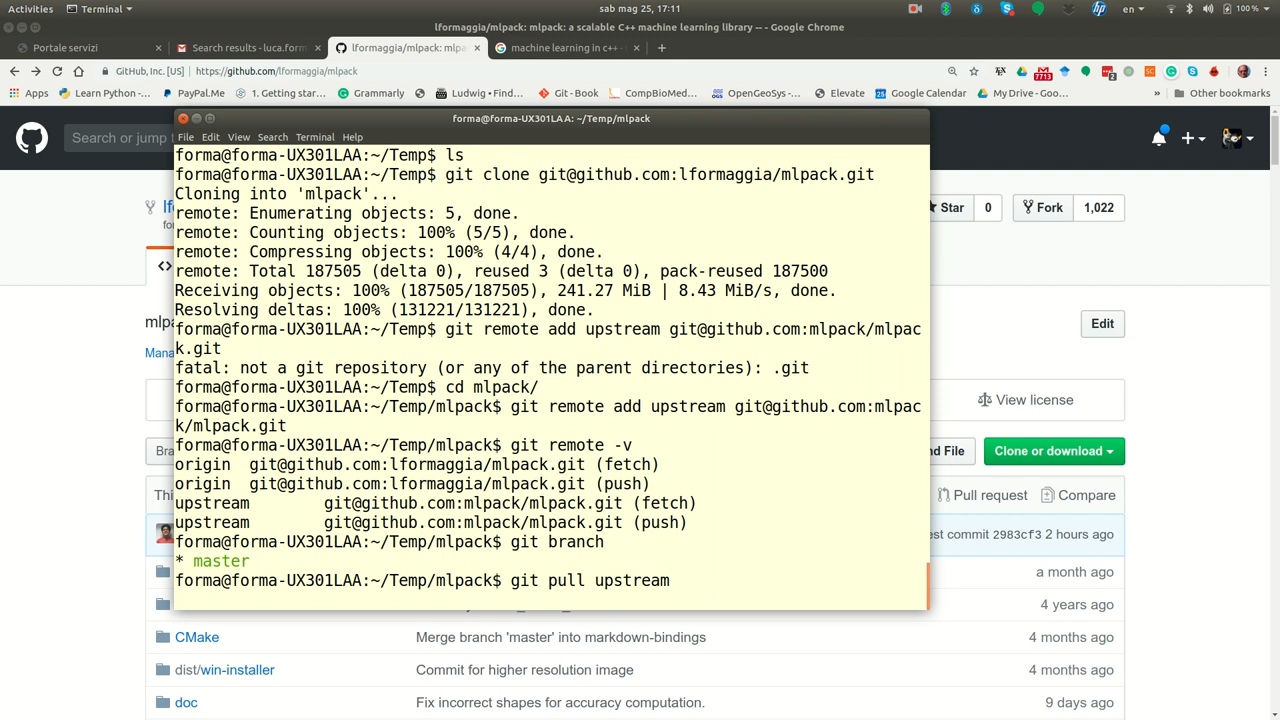 Activities Terminal sab mag 25, 17:11 en 100 %
lformaggia/mlpack: mlpack: a scalable C++ machine learning library -- - Google Chrome
Portale servizi Search results - luca.form lformaggia/mlpack: mlpa machine learning in c++ -
GitHub, Inc. [US] https://github.com/lformaggia/mlpack 7713 2
Apps Learn Python -... PayPal.Me 1. Getting star... Grammarly Ludwig • Find... Git - Book CompBioMed... OpenGeoSys -... Elevate Google Calendar My Drive - Goo... » Other bookmarks
forma@forma-UX301LAA: ~/Temp/mlpack
File Edit View Search Terminal Help
Search or jump
forma@forma-UX301LAA:~/Temp$ ls
forma@forma-UX301LAA:~/Temp$ git clone git@github.com:lformaggia/mlpack.git
Cloning into 'mlpack'...
remote: Enumerating objects: 5, done.
remote: Counting objects: 100% (5/5), done.
remote: Compressing objects: 100% (4/4), done.
remote: Total 187505 (delta 0), reused 3 (delta 0), pack-reused 187500
Receiving objects: 100% (187505/187505), 241.27 MiB | 8.43 MiB/s, done.
Resolving deltas: 100% (131221/131221), done.
forma@forma-UX301LAA:~/Temp$ git remote add upstream git@github.com:mlpack/mlpac
k.git
fatal: not a git repository (or any of the parent directories): .git
forma@forma-UX301LAA:~/Temp$ cd mlpack/
forma@forma-UX301LAA:~/Temp/mlpack$ git remote add upstream git@github.com:mlpac
k/mlpack.git
forma@forma-UX301LAA:~/Temp/mlpack$ git remote -v
origin git@github.com:lformaggia/mlpack.git (fetch)
origin git@github.com:lformaggia/mlpack.git (push)
upstream git@github.com:mlpack/mlpack.git (fetch)
upstream git@github.com:mlpack/mlpack.git (push)
forma@forma-UX301LAA:~/Temp/mlpack$ git branch
* master
forma@forma-UX301LAA:~/Temp/mlpack$ git pull upstream
Star 0 Fork 1,022
Edit
View license
Clone or download
Pull request Compare
commit 2983cf3 2 hours ago
a month ago
4 years ago
CMake Merge branch 'master' into markdown-bindings 4 months ago
dist/win-installer Commit for higher resolution image 4 months ago
doc Fix incorrect shapes for accuracy computation. 9 days ago